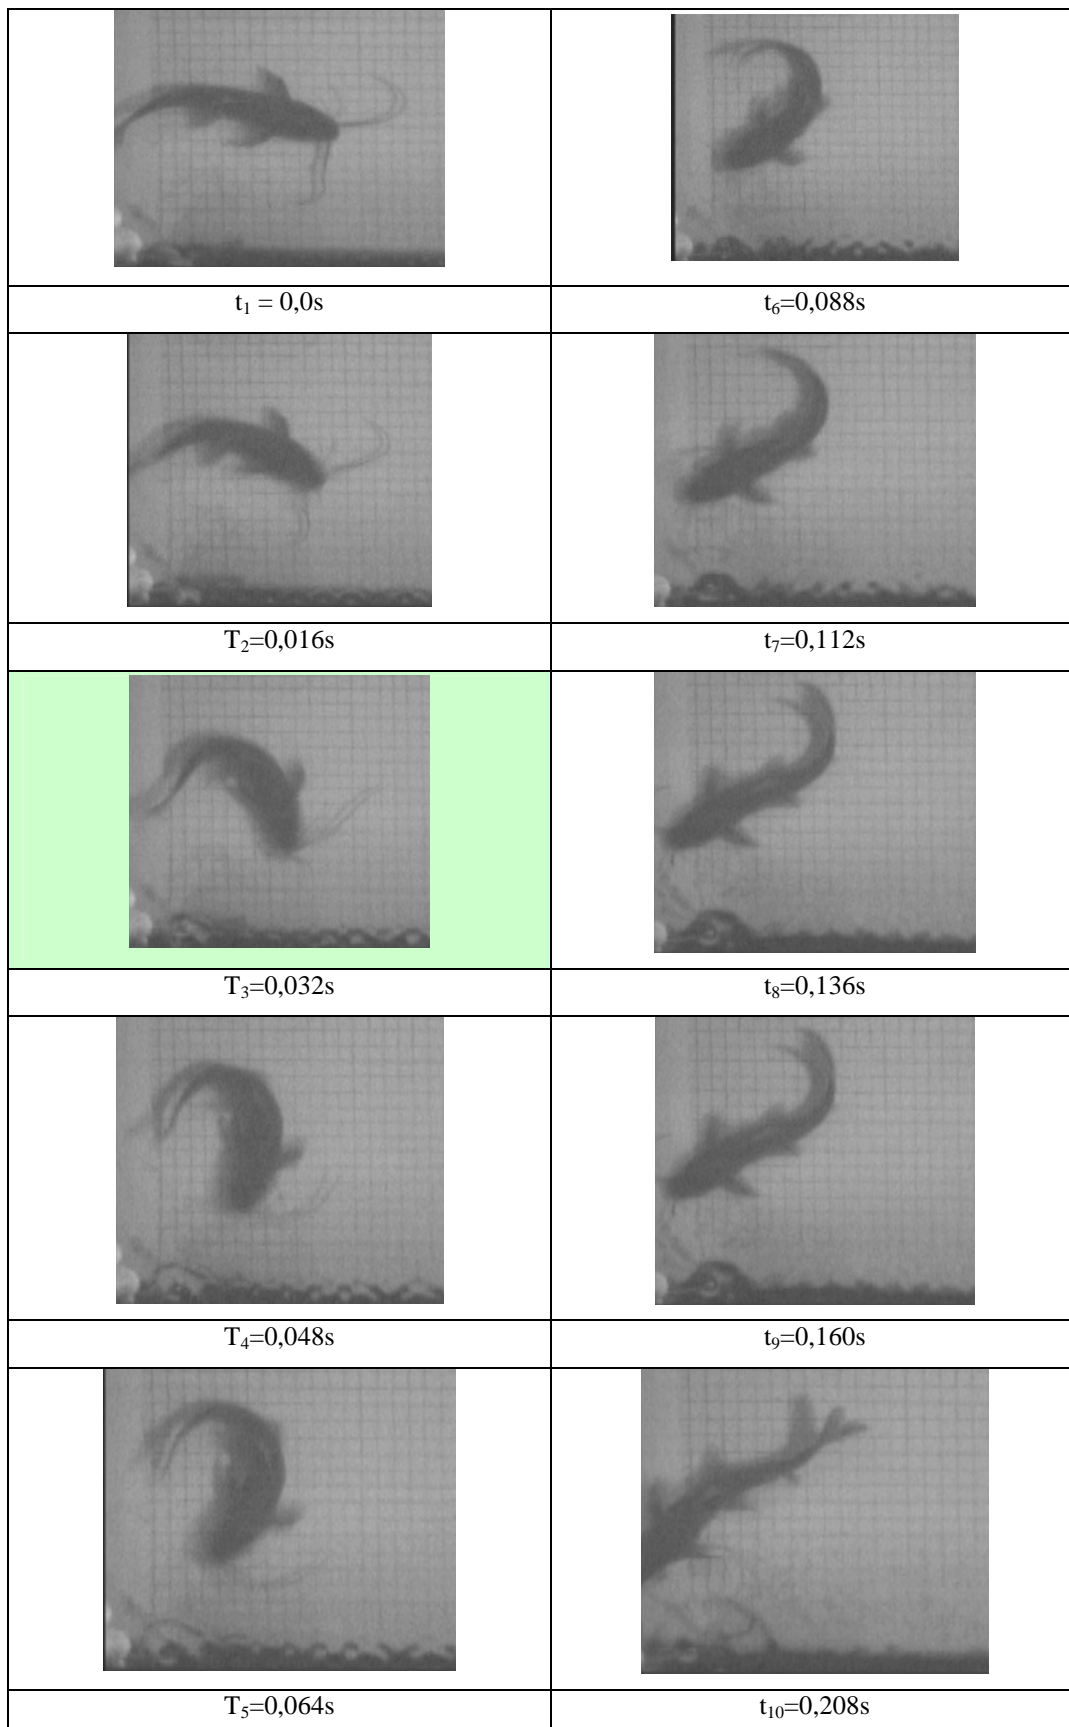 t₁ = 0,0s
t₆=0,088s
T₂=0,016s
t₇=0,112s
T₃=0,032s
t₈=0,136s
T₄=0,048s
t₉=0,160s
T₅=0,064s
t₁₀=0,208s